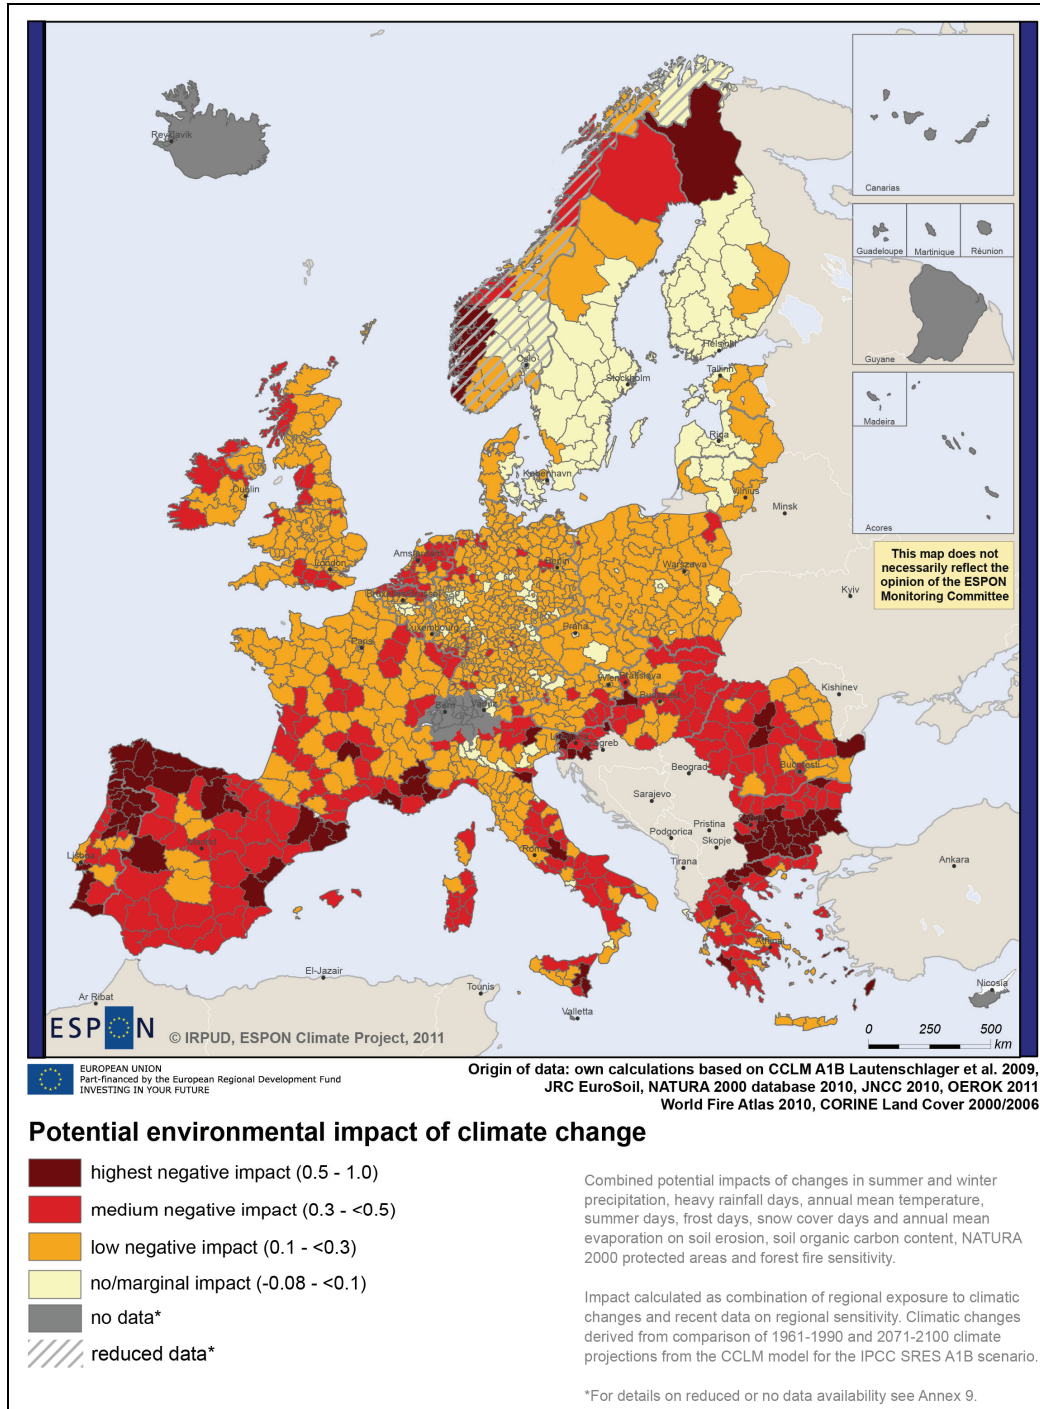 Reykjavik
Canarias
Guadeloupe
Martinique
Réunion
Guyane
Madeira
Acores
This map does not
necessarily reflect the
opinion of the ESPON
Monitoring Committee
Oslo
Helsinki
Tallinn
Stockholm
Riga
København
Vilnius
Minsk
Dublin
London
Berlin
Warszawa
Kyiv
Luxembourg
Paris
Praha
Wien
Bratislava
Kishinev
Bern
Vaduz
Zagreb
Bucuresti
Beograd
Sarajevo
Pristina
Podgorica
Skopje
Tirana
Roma
Lisboa
Madrid
Ankara
Athinai
El-Jazair
Tounis
Ar Ribat
Valletta
Nicosia
ESPON
© IRPUD, ESPON Climate Project, 2011
0 250 500
km
EUROPEAN UNION
Part-financed by the European Regional Development Fund
INVESTING IN YOUR FUTURE
Origin of data: own calculations based on CCLM A1B Lautenschlager et al. 2009,
JRC EuroSoil, NATURA 2000 database 2010, JNCC 2010, OEROK 2011
World Fire Atlas 2010, CORINE Land Cover 2000/2006
Potential environmental impact of climate change
highest negative impact (0.5 - 1.0)
medium negative impact (0.3 - <0.5)
low negative impact (0.1 - <0.3)
no/marginal impact (-0.08 - <0.1)
no data*
reduced data*
Combined potential impacts of changes in summer and winter
precipitation, heavy rainfall days, annual mean temperature,
summer days, frost days, snow cover days and annual mean
evaporation on soil erosion, soil organic carbon content, NATURA
2000 protected areas and forest fire sensitivity.
Impact calculated as combination of regional exposure to climatic
changes and recent data on regional sensitivity. Climatic changes
derived from comparison of 1961-1990 and 2071-2100 climate
projections from the CCLM model for the IPCC SRES A1B scenario.
*For details on reduced or no data availability see Annex 9.